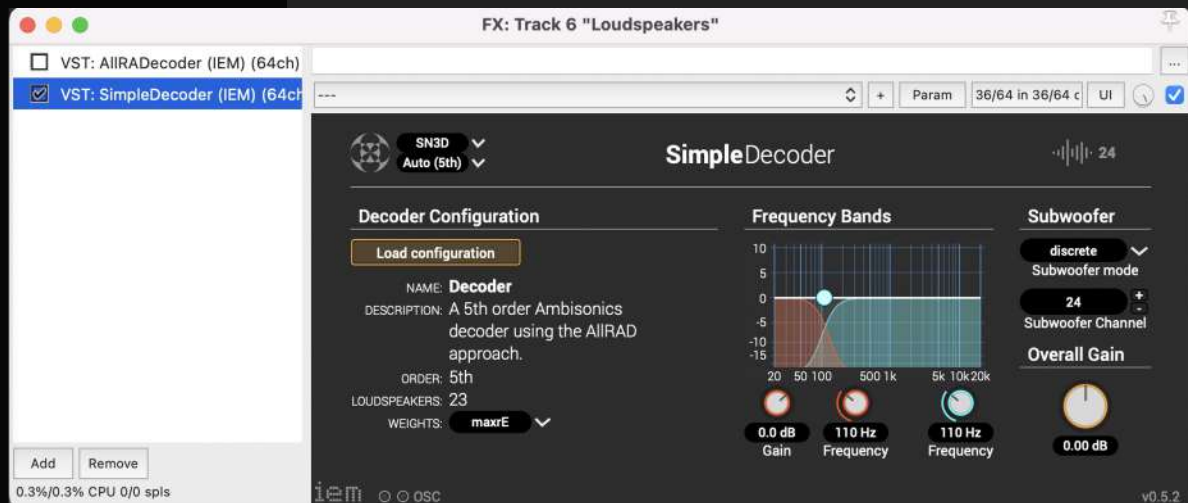 FX: Track 6 "Loudspeakers"
VST: AllRADecoder (IEM) (64ch)
...
VST: SimpleDecoder (IEM) (64ch
---
+
Param
36/64 in 36/64 c
UI
SN3D
Auto (5th)
SimpleDecoder
24
Decoder Configuration
Load configuration
NAME: Decoder
DESCRIPTION: A 5th order Ambisonics
decoder using the AllRAD
approach.
ORDER: 5th
LOUDSPEAKERS: 23
WEIGHTS: maxrE
Frequency Bands
10
5
0
-5
-10
-15
20 50 100 500 1k 5k 10k 20k
0.0 dB 110 Hz 110 Hz
Gain Frequency Frequency
Subwoofer
discrete
Subwoofer mode
24 + -
Subwoofer Channel
Overall Gain
0.00 dB
Add Remove
0.3%/0.3% CPU 0/0 spls
iem OSC
v0.5.2